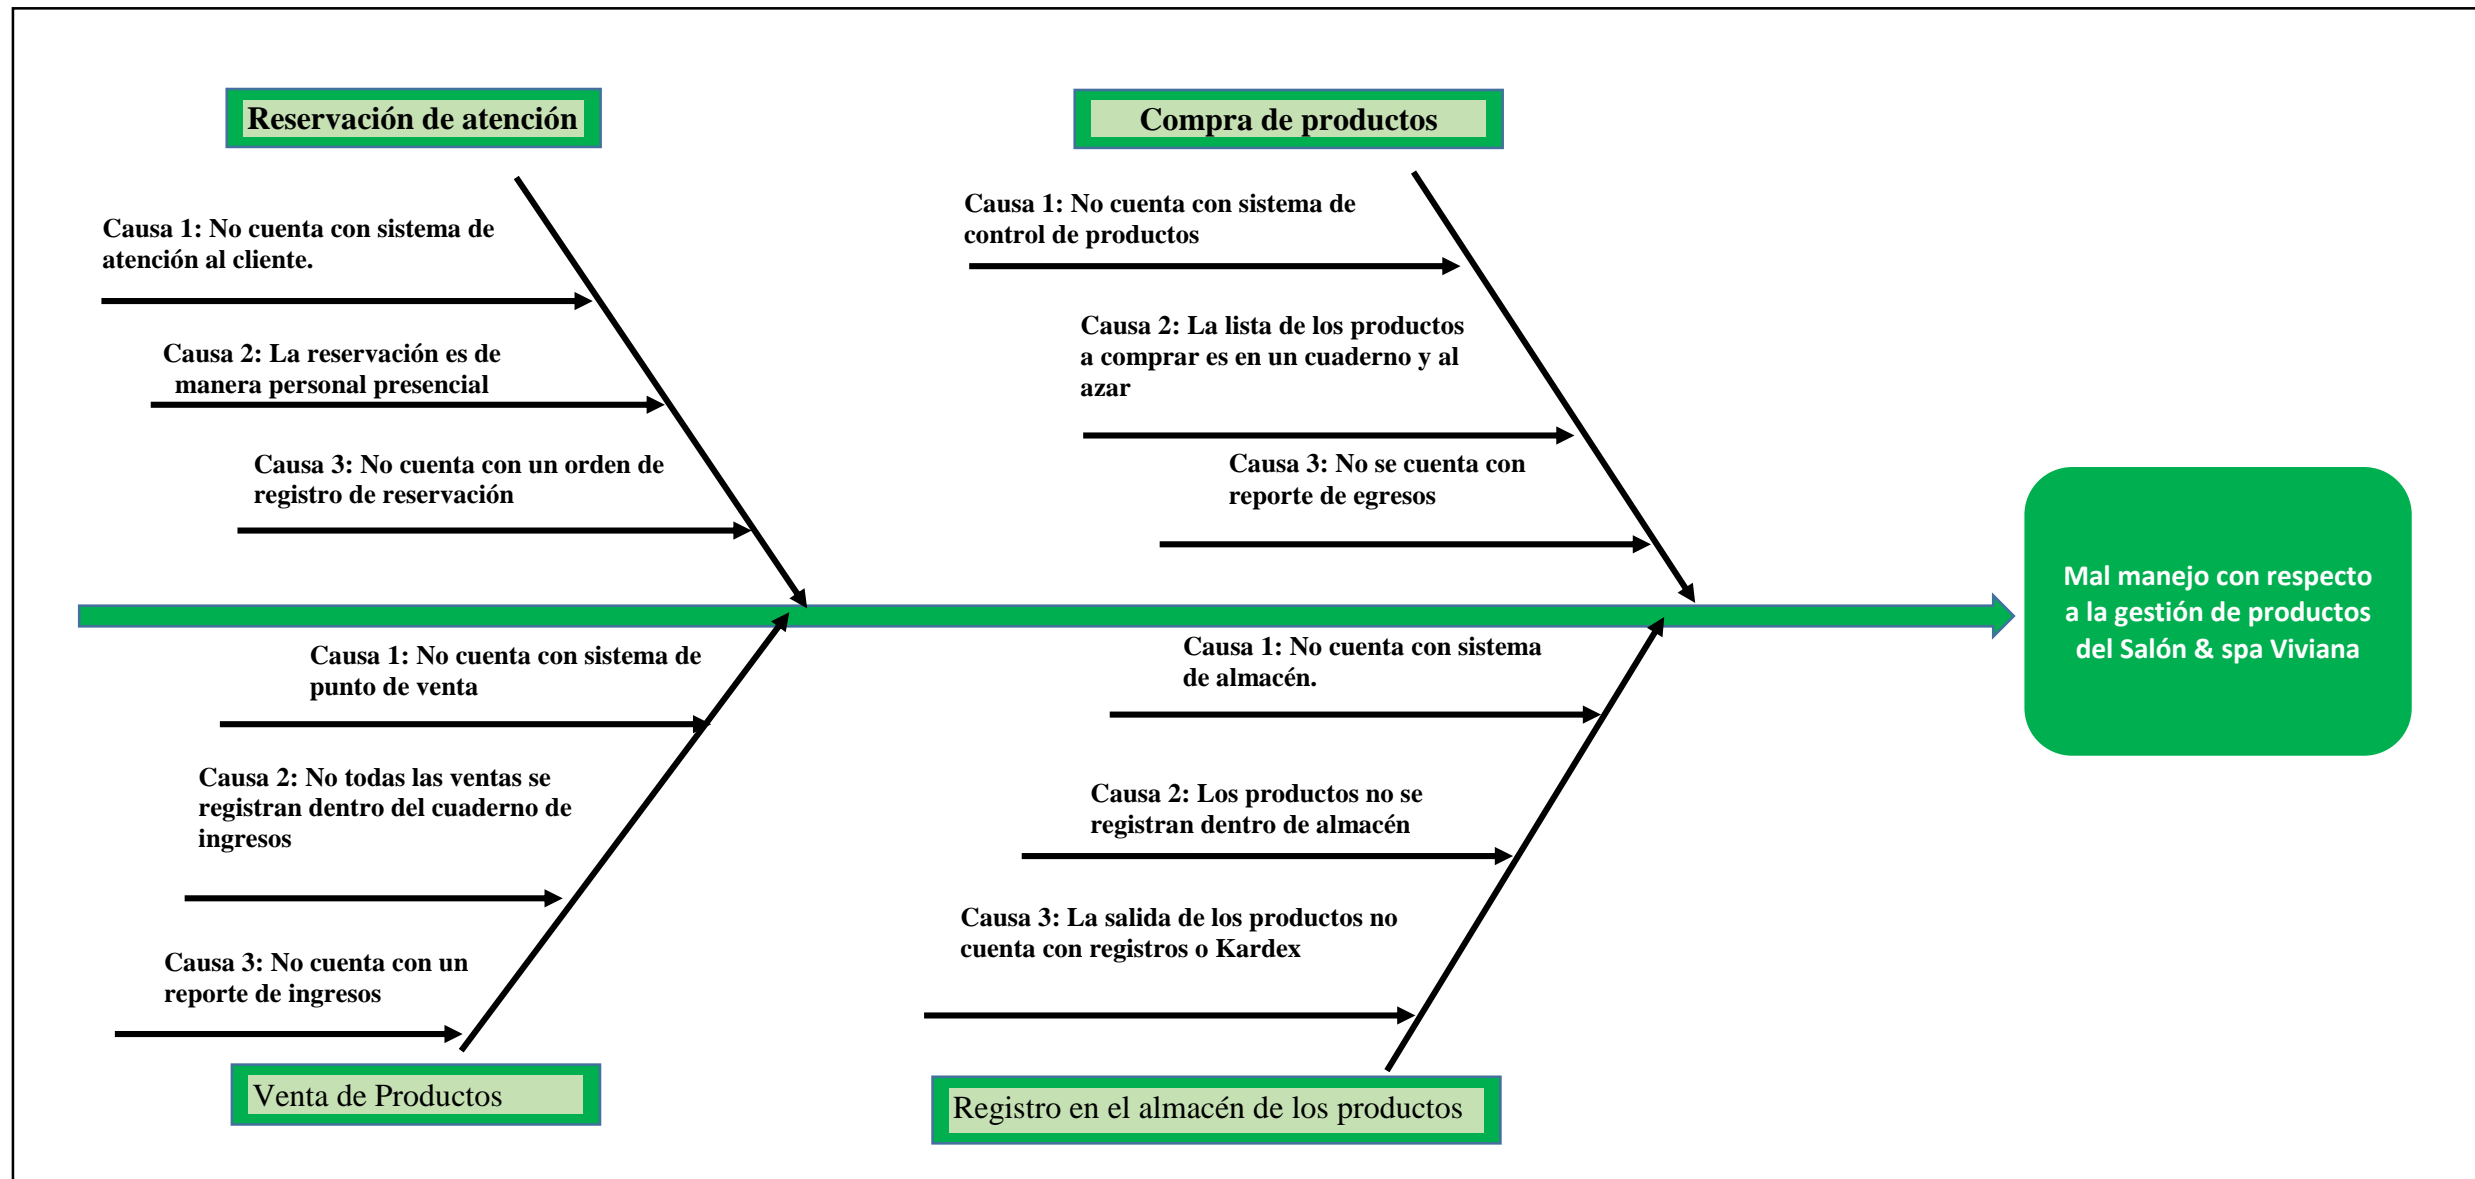 Reservación de atención
Causa 1: No cuenta con sistema de
atención al cliente.
Causa 2: La reservación es de
manera personal presencial
Causa 3: No cuenta con un orden de
registro de reservación
Compra de productos
Causa 1: No cuenta con sistema de
control de productos
Causa 2: La lista de los productos
a comprar es en un cuaderno y al
azar
Causa 3: No se cuenta con
reporte de egresos
Mal manejo con respecto
a la gestión de productos
del Salón & spa Viviana
Causa 1: No cuenta con sistema de
punto de venta
Causa 2: No todas las ventas se
registran dentro del cuaderno de
ingresos
Causa 3: No cuenta con un
reporte de ingresos
Venta de Productos
Causa 1: No cuenta con sistema
de almacén.
Causa 2: Los productos no se
registran dentro de almacén
Causa 3: La salida de los productos no
cuenta con registros o Kardex
Registro en el almacén de los productos